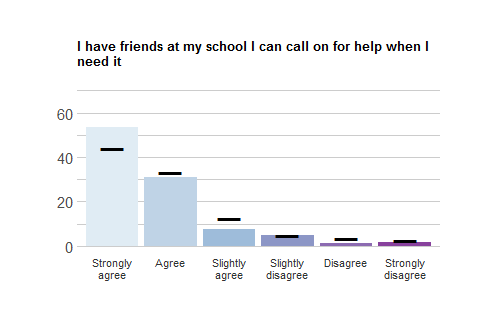 I have friends at my school I can call on for help when I
need it
60
40
20
0
Strongly
agree
Agree
Slightly
agree
Slightly
disagree
Disagree
Strongly
disagree